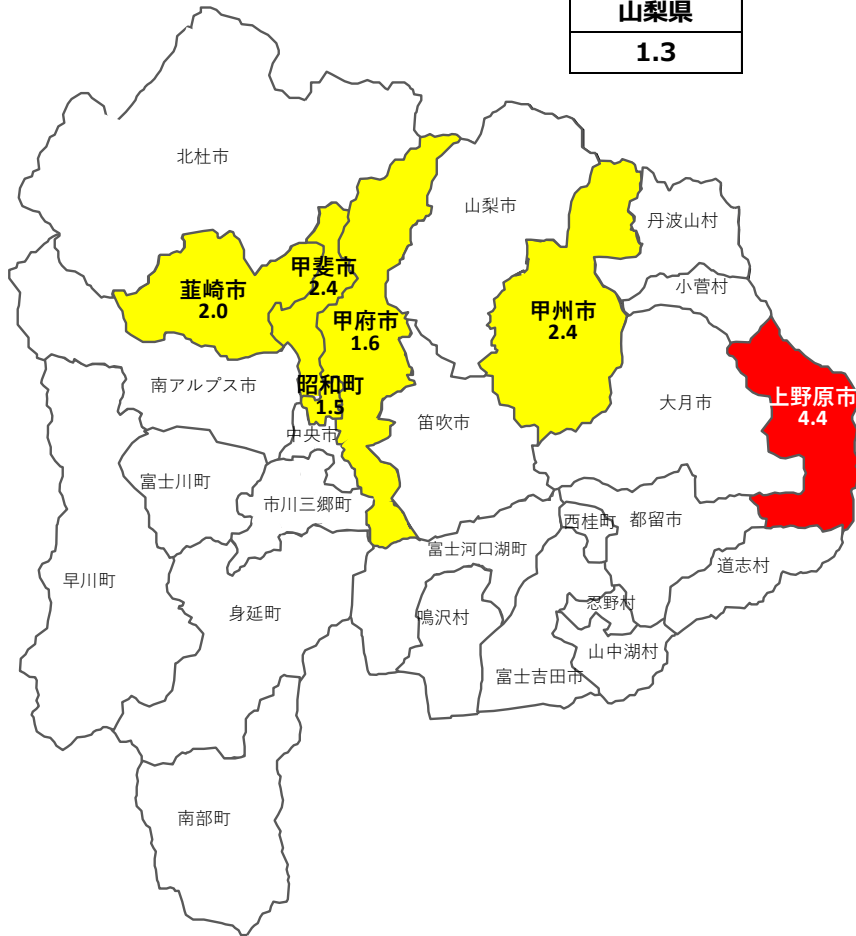 山梨県
1.3
北杜市
山梨市
丹波山村
甲斐市
2.4
小菅村
韮崎市
2.0
甲府市
1.6
甲州市
2.4
南アルプス市
昭和町
1.5
上野原市
4.4
大月市
笛吹市
中央市
富士川町
市川三郷町
西桂町
都留市
富士河口湖町
道志村
早川町
身延町
鳴沢村
忍野村
山中湖村
富士吉田市
南部町